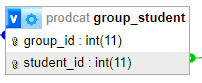 v prodcat group_student
group_id : int(11)
student_id : int(11)